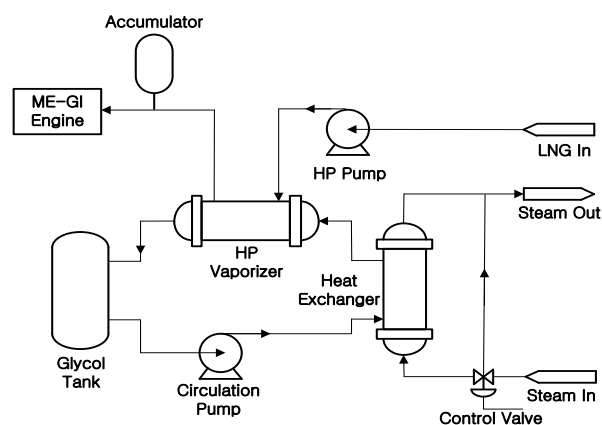 Accumulator
ME-GI
Engine
HP Pump
LNG In
Steam Out
HP
Vaporizer
Heat
Exchanger
Glycol
Tank
Circulation
Pump
Steam In
Control Valve